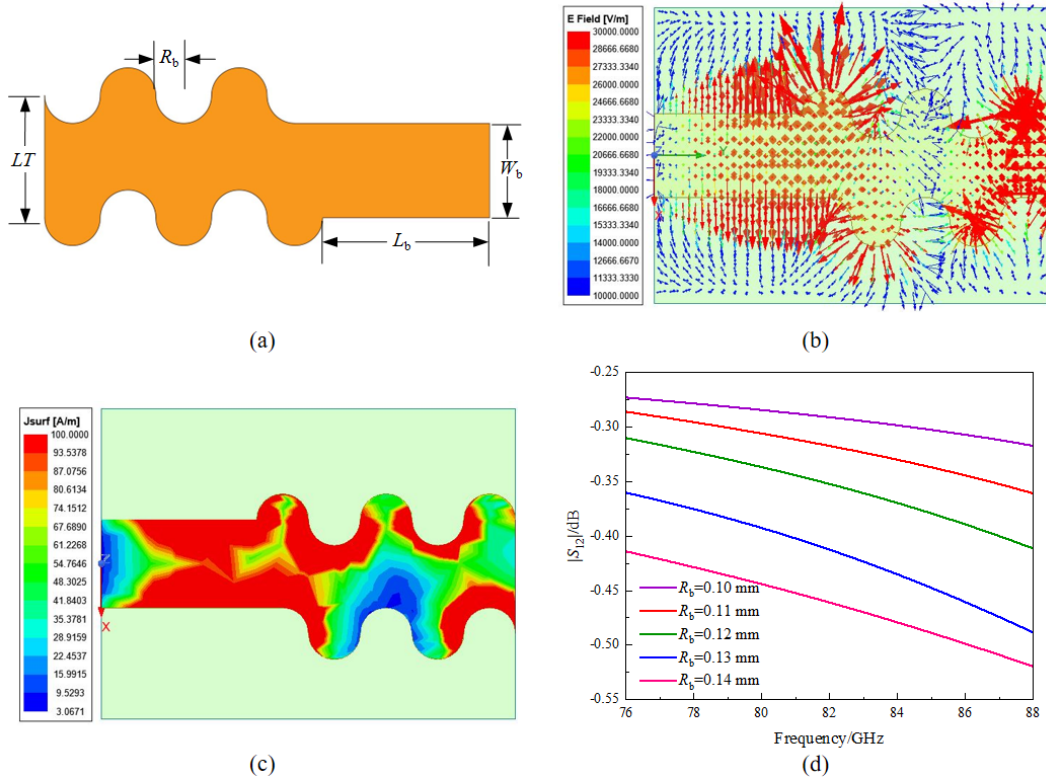 R_b
LT
W_b
L_b
(a)
E Field [V/m]
30000.0000
28666.6680
27333.3340
26000.0000
24666.6680
23333.3340
22000.0000
20666.6680
19333.3340
18000.0000
16666.6680
15333.3340
14000.0000
12666.6670
11333.3330
10000.0000
(b)
Jsurf [A/m]
100.0000
93.5378
87.0756
80.6134
74.1512
67.6890
61.2268
54.7646
48.3025
41.8403
35.3781
28.9159
22.4537
15.9915
9.5293
3.0671
Z
X
(c)
|S_12|/dB
-0.25
-0.30
-0.35
-0.40
-0.45
-0.50
-0.55
R_b=0.10 mm
R_b=0.11 mm
R_b=0.12 mm
R_b=0.13 mm
R_b=0.14 mm
76 78 80 82 84 86 88
Frequency/GHz
(d)